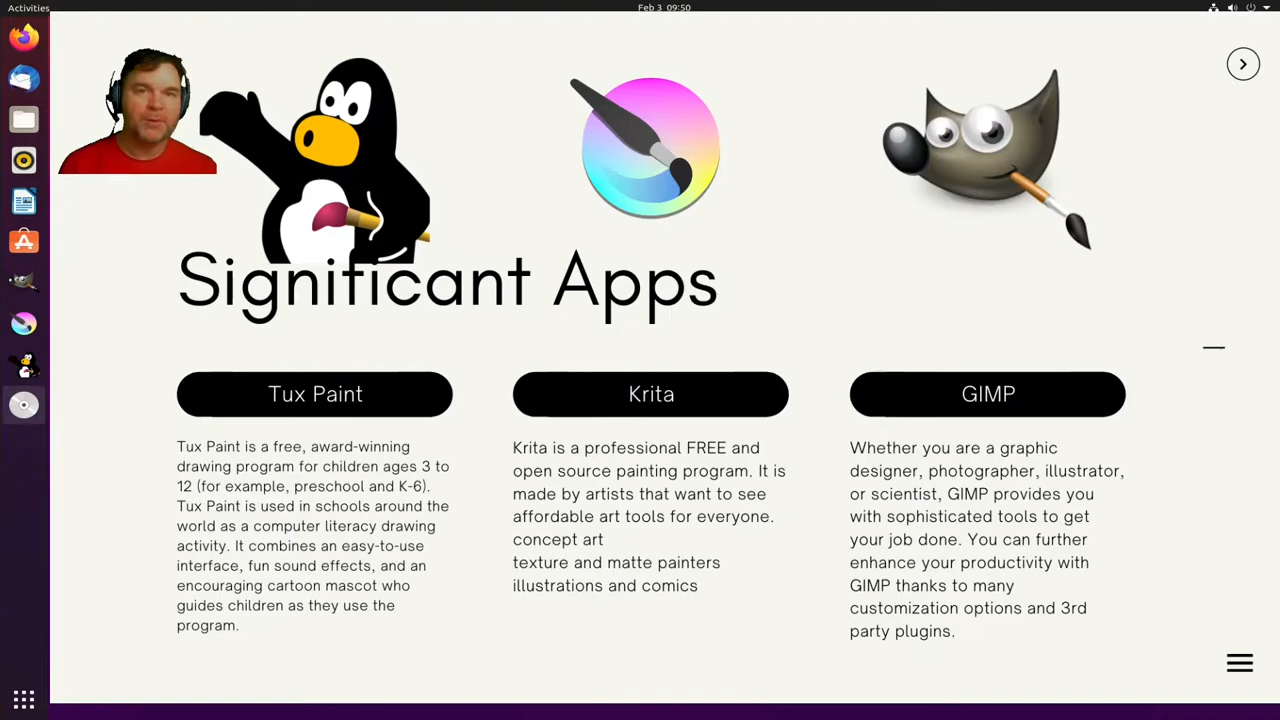 Activities
Feb 3 09:50
Significant Apps
Tux Paint
Tux Paint is a free, award-winning
drawing program for children ages 3 to
12 (for example, preschool and K-6).
Tux Paint is used in schools around the
world as a computer literacy drawing
activity. It combines an easy-to-use
interface, fun sound effects, and an
encouraging cartoon mascot who
guides children as they use the
program.
Krita
Krita is a professional FREE and
open source painting program. It is
made by artists that want to see
affordable art tools for everyone.
concept art
texture and matte painters
illustrations and comics
GIMP
Whether you are a graphic
designer, photographer, illustrator,
or scientist, GIMP provides you
with sophisticated tools to get
your job done. You can further
enhance your productivity with
GIMP thanks to many
customization options and 3rd
party plugins.